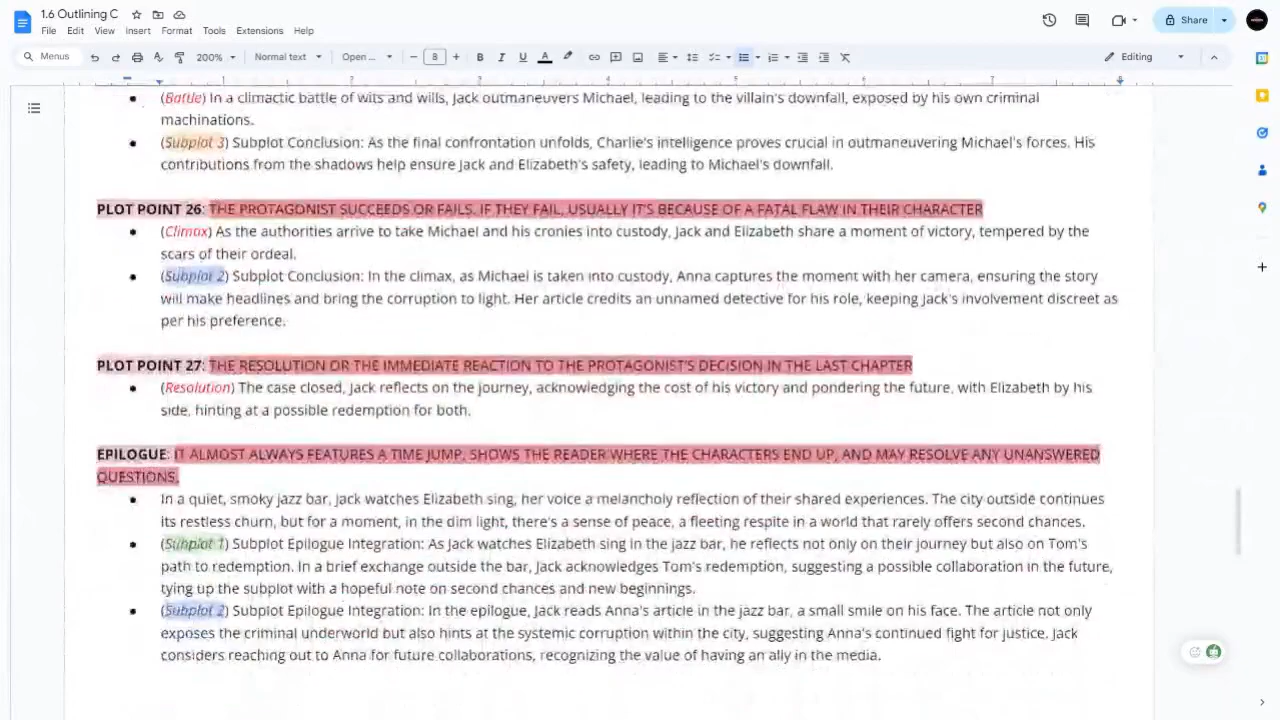 1.6 Outlining C
File Edit View Insert Format Tools Extensions Help
Share
Menus 200% Normal text Open ... 8 B I U A Editing
1 2 3 4 5 6 7
(Battle) In a climactic battle of wits and wills, Jack outmaneuvers Michael, leading to the villain's downfall, exposed by his own criminal
machinations.
(Subplot 3) Subplot Conclusion: As the final confrontation unfolds, Charlie's intelligence proves crucial in outmaneuvering Michael's forces. His
contributions from the shadows help ensure Jack and Elizabeth's safety, leading to Michael's downfall.
PLOT POINT 26: THE PROTAGONIST SUCCEEDS OR FAILS. IF THEY FAIL, USUALLY IT'S BECAUSE OF A FATAL FLAW IN THEIR CHARACTER
(Climax) As the authorities arrive to take Michael and his cronies into custody, Jack and Elizabeth share a moment of victory, tempered by the
scars of their ordeal.
(Subplot 2) Subplot Conclusion: In the climax, as Michael is taken into custody, Anna captures the moment with her camera, ensuring the story
will make headlines and bring the corruption to light. Her article credits an unnamed detective for his role, keeping Jack's involvement discreet as
per his preference.
PLOT POINT 27: THE RESOLUTION OR THE IMMEDIATE REACTION TO THE PROTAGONIST'S DECISION IN THE LAST CHAPTER
(Resolution) The case closed, Jack reflects on the journey, acknowledging the cost of his victory and pondering the future, with Elizabeth by his
side, hinting at a possible redemption for both.
EPILOGUE: IT ALMOST ALWAYS FEATURES A TIME JUMP, SHOWS THE READER WHERE THE CHARACTERS END UP, AND MAY RESOLVE ANY UNANSWERED
QUESTIONS.
In a quiet, smoky jazz bar, Jack watches Elizabeth sing, her voice a melancholy reflection of their shared experiences. The city outside continues
its restless churn, but for a moment, in the dim light, there's a sense of peace, a fleeting respite in a world that rarely offers second chances.
(Subplot 1) Subplot Epilogue Integration: As Jack watches Elizabeth sing in the jazz bar, he reflects not only on their journey but also on Tom's
path to redemption. In a brief exchange outside the bar, Jack acknowledges Tom's redemption, suggesting a possible collaboration in the future,
tying up the subplot with a hopeful note on second chances and new beginnings.
(Subplot 2) Subplot Epilogue Integration: In the epilogue, Jack reads Anna's article in the jazz bar, a small smile on his face. The article not only
exposes the criminal underworld but also hints at the systemic corruption within the city, suggesting Anna's continued fight for justice. Jack
considers reaching out to Anna for future collaborations, recognizing the value of having an ally in the media.